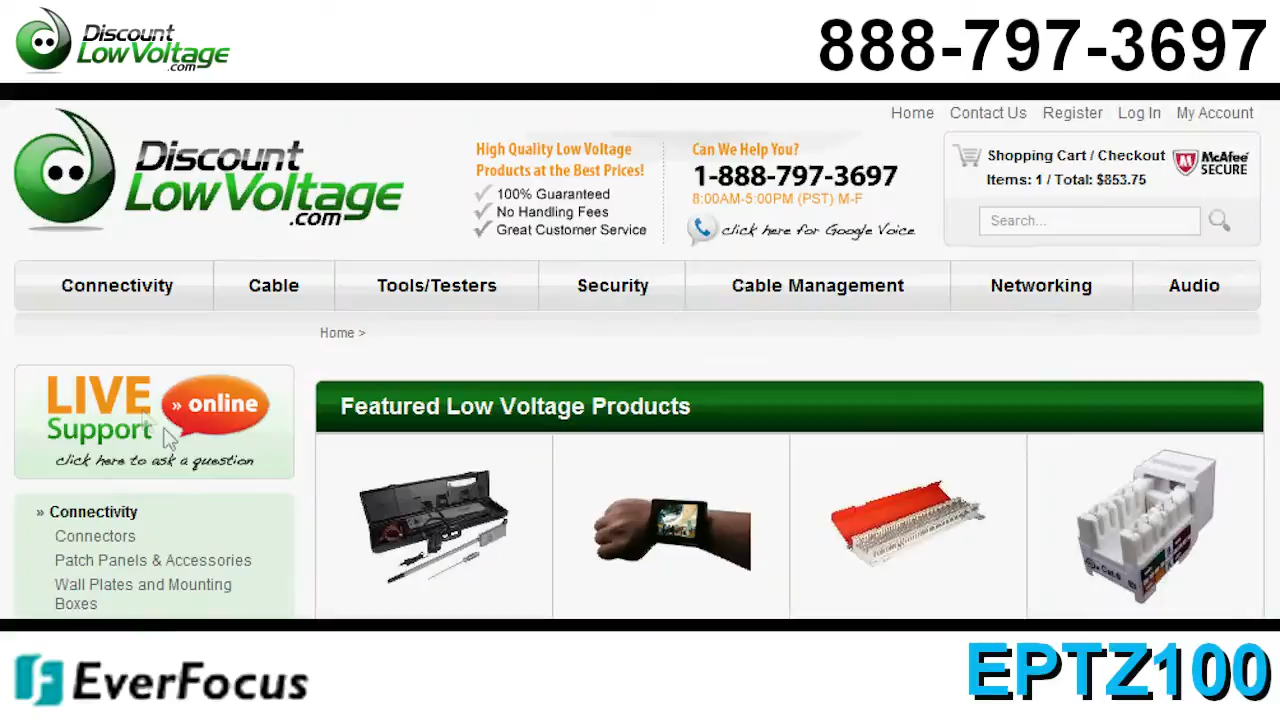 Discount
LowVoltage
.com
888-797-3697
Home Contact Us Register Log In My Account
Discount
LowVoltage
.com
High Quality Low Voltage
Products at the Best Prices!
100% Guaranteed
No Handling Fees
Great Customer Service
Can We Help You?
1-888-797-3697
8:00AM-5:00PM (PST) M-F
click here for Google Voice
Shopping Cart / Checkout
Items: 1 / Total: $853.75
McAfee
SECURE
Search...
Connectivity Cable Tools/Testers Security Cable Management Networking Audio
Home >
LIVE
Support
» online
click here to ask a question
Featured Low Voltage Products
» Connectivity
Connectors
Patch Panels & Accessories
Wall Plates and Mounting
Boxes
EverFocus
EPTZ100